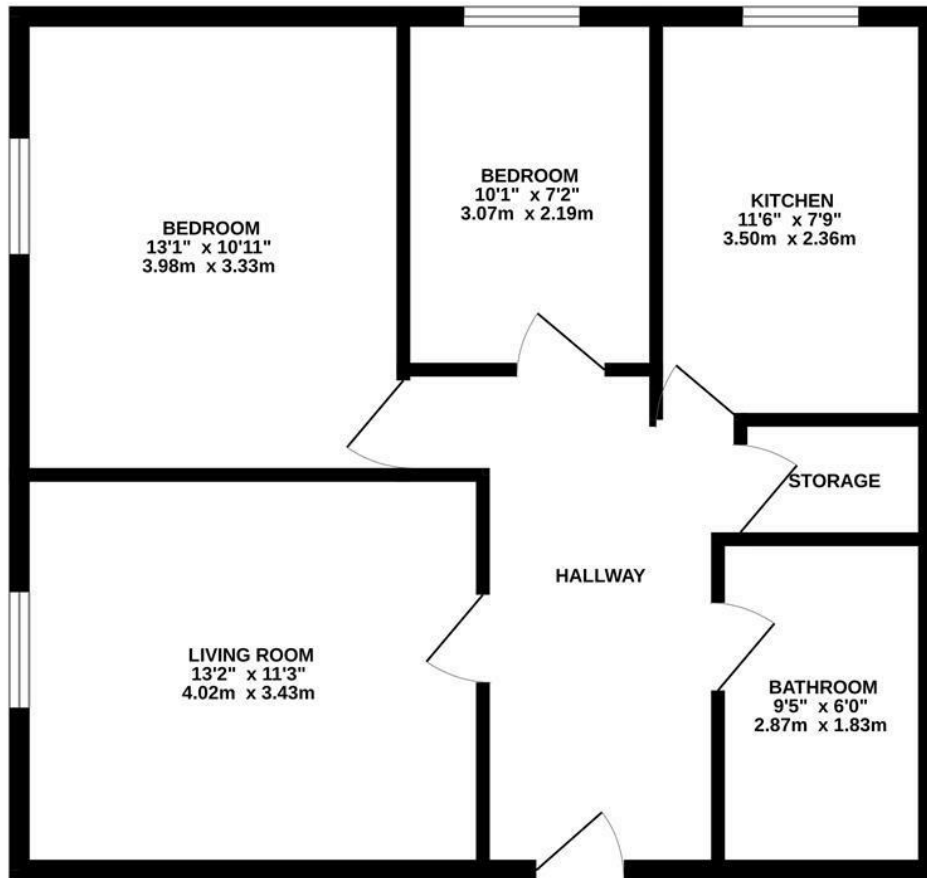 BEDROOM
13'1" x 10'11"
3.98m x 3.33m
BEDROOM
10'1" x 7'2"
3.07m x 2.19m
KITCHEN
11'6" x 7'9"
3.50m x 2.36m
STORAGE
HALLWAY
LIVING ROOM
13'2" x 11'3"
4.02m x 3.43m
BATHROOM
9'5" x 6'0"
2.87m x 1.83m